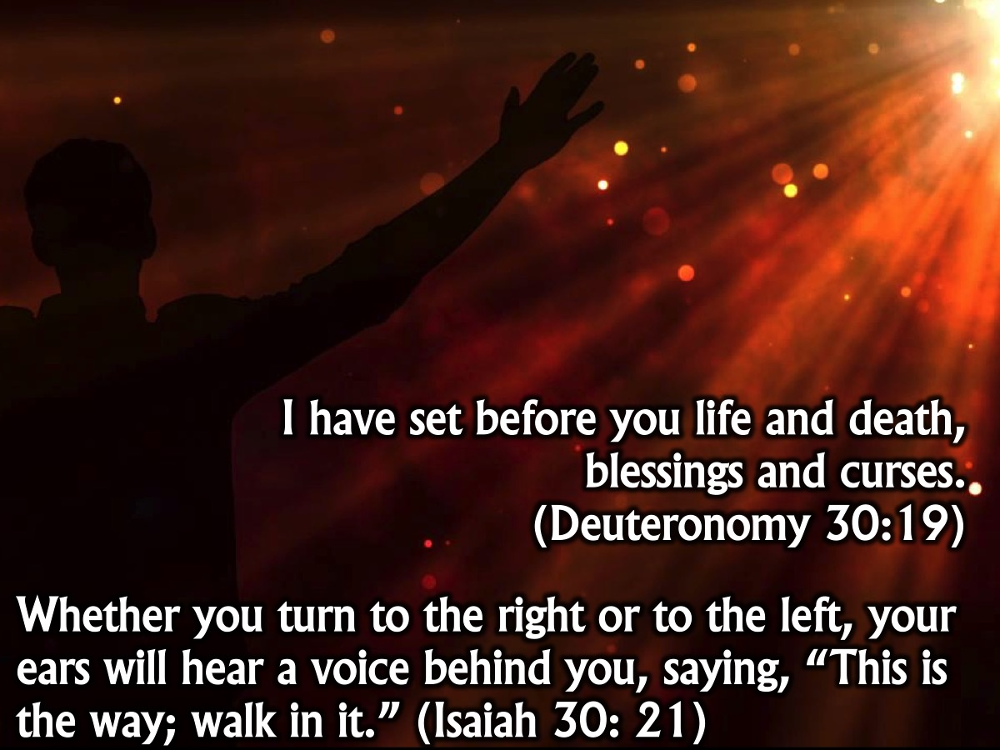 I have set before you life and death,
blessings and curses.
(Deuteronomy 30:19)
Whether you turn to the right or to the left, your
ears will hear a voice behind you, saying, “This is
the way; walk in it.” (Isaiah 30: 21)